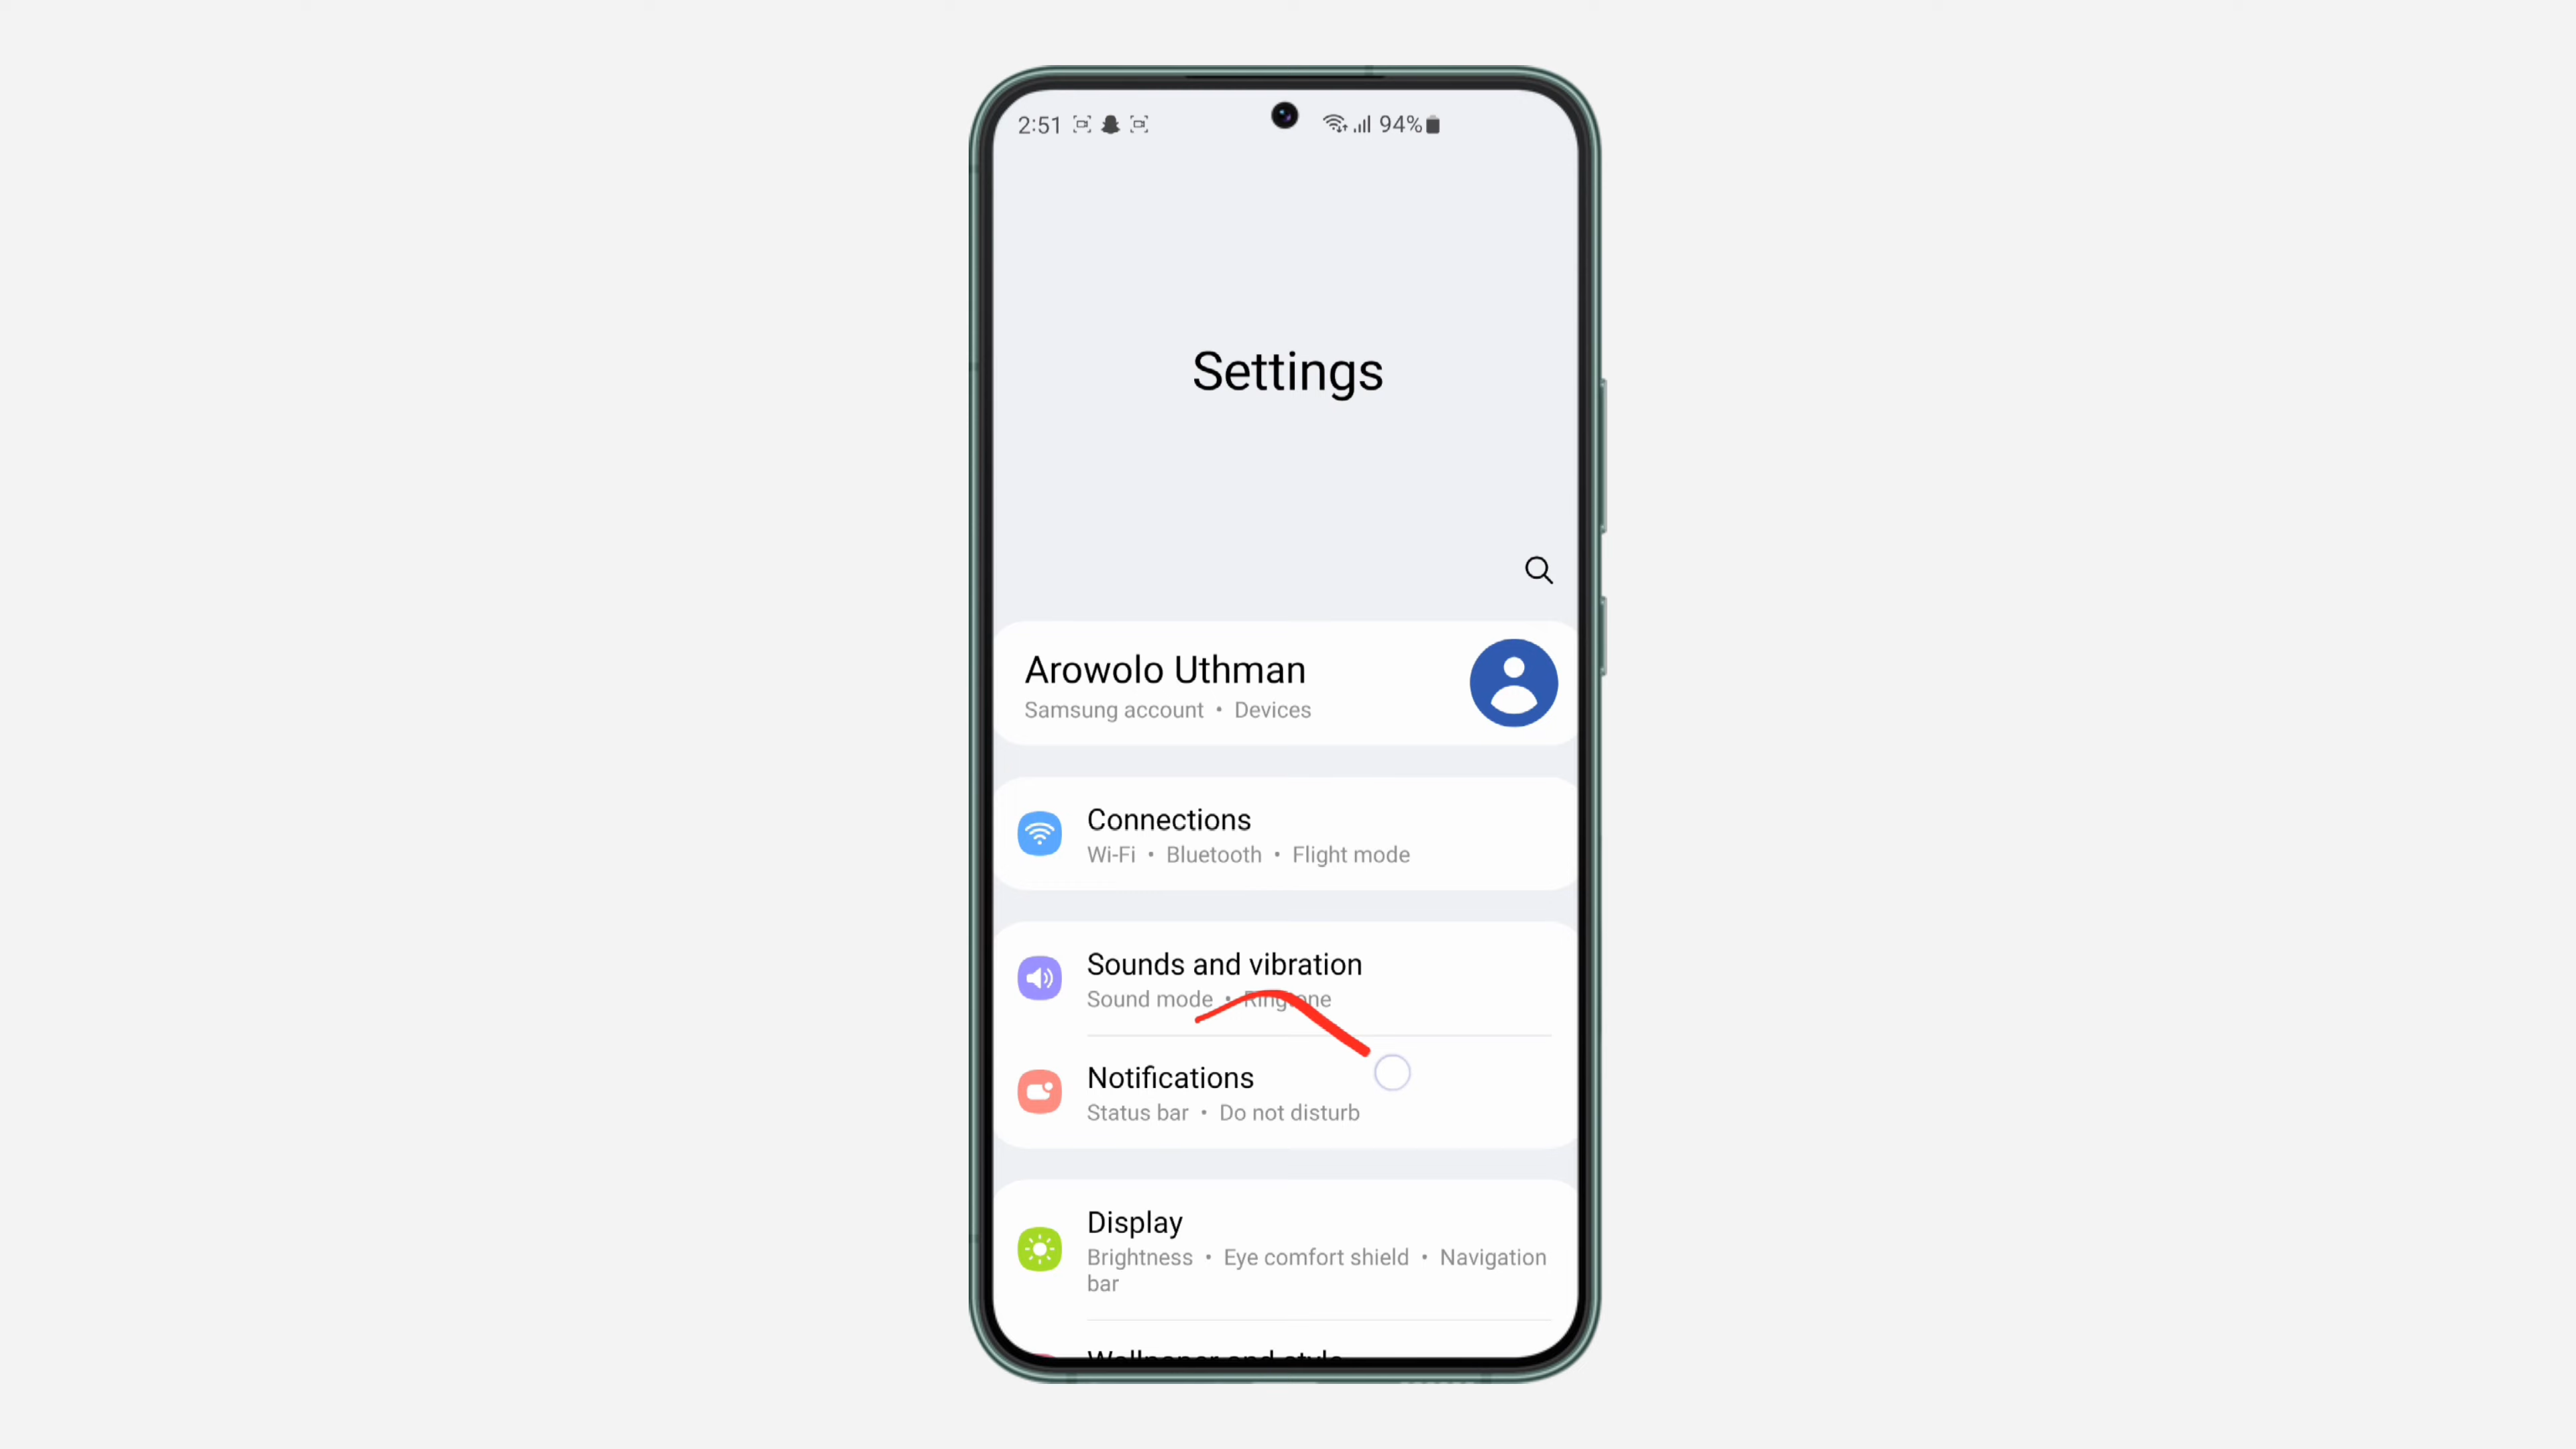 2:51 94%
Settings
Arowolo Uthman
Samsung account • Devices
Connections
Wi-Fi • Bluetooth • Flight mode
Sounds and vibration
Sound mode • Ringtone
Notifications
Status bar • Do not disturb
Display
Brightness • Eye comfort shield • Navigation
bar
Wallpaper and style